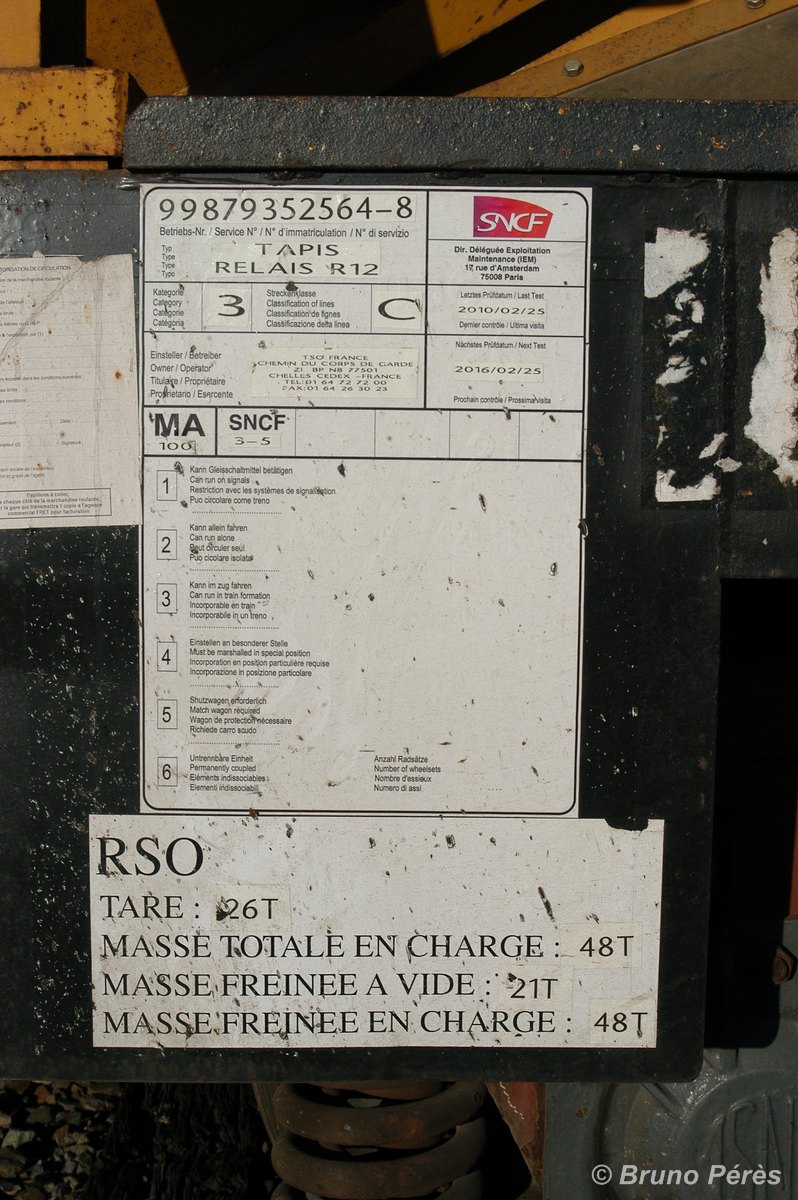 99879352564-8
Betriebs-Nr. / Service N° / N° d'immatriculation / N° di servizio
Typ
Type
Type
Tipo
TAPIS
RELAIS R12
SNCF
Dir. Déléguée Exploitation
Maintenance (IEM)
17 rue d'Amsterdam
75008 Paris
Kategorie
Category
Catégorie
Catégoria
3
Streckenklasse
Classification of lines
Classification de lignes
Classificazione della linea
C
Letztes Prüfdatum / Last Test
2010/02/25
Dernier contrôle / Ultima visita
Einsteller / Betreiber
Owner / Operator
Titulaire / Propriétaire
Proprietario / Esercente
TSO FRANCE
CHEMIN DU CORPS DE GARDE
ZI BP N8 77501
CHELLES CEDEX -FRANCE
TEL:01 64 72 72 00
FAX:01 64 26 30 23
Nächstes Prüfdatum / Next Test
2016/02/25
Prochain contrôle / Prossima visita
MA
100
SNCF
3-5
1
Kann Gleisschaltmittel betätigen
Can run on signals
Restriction avec les systèmes de signalisation
Puo circolare come treno
2
Kann allein fahren
Can run alone
Peut circuler seul
Puo cicolare isolata
3
Kann im zug fahren
Can run in train formation
Incorporable en train
Incorporabile in un treno
4
Einstellen an besonderer Stelle
Must be marshalled in special position
Incorporation en position particulière requise
Incorporazione in posizione particolare
5
Shutzwagen erforderlich
Match wagon required
Wagon de protection nécessaire
Richiede carro scudo
6
Untrennbare Einheit
Permanently coupled
Eléments indissociables
Elementi indissociabili
Anzahl Radsätze
Number of wheelsets
Nombre d'essieux
Numero di assi
Papillons à coller,
commercial FRET pour facturation.
RSO
TARE : 26T
MASSE TOTALE EN CHARGE : 48T
MASSE FREINEE A VIDE : 21T
MASSE FREINEE EN CHARGE : 48T
© Bruno Pérès